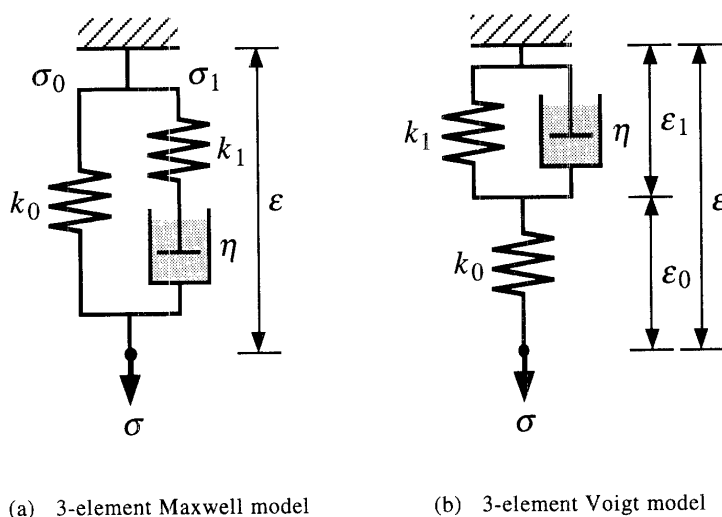 σ₀ σ₁
k₁
k₀
η
ε
σ
k₁
η
ε₁
k₀
ε₀
ε
σ
(a) 3-element Maxwell model
(b) 3-element Voigt model